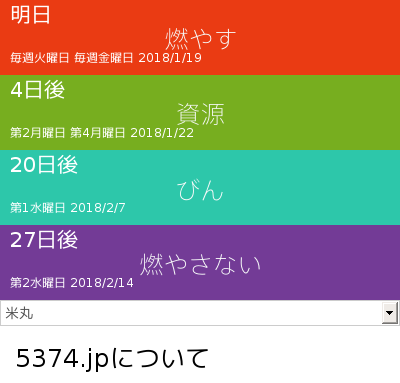 明日
燃やす
毎週火曜日 毎週金曜日 2018/1/19
4日後
資源
第2月曜日 第4月曜日 2018/1/22
20日後
びん
第1水曜日 2018/2/7
27日後
燃やさない
第2水曜日 2018/2/14
米丸
5374.jpについて